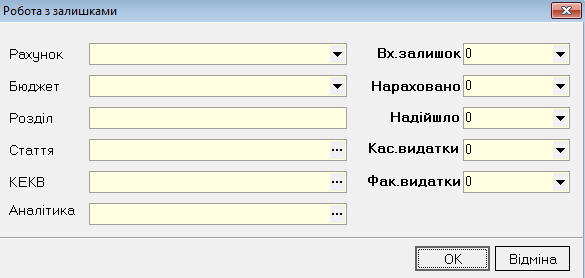 Робота з залишками
Рахунок Вх.залишок 0
Бюджет Нараховано 0
Розділ Надійшло 0
Стаття ... Кас.видатки 0
КЕКВ ... Фак.видатки 0
Аналітика ...
OK Відміна